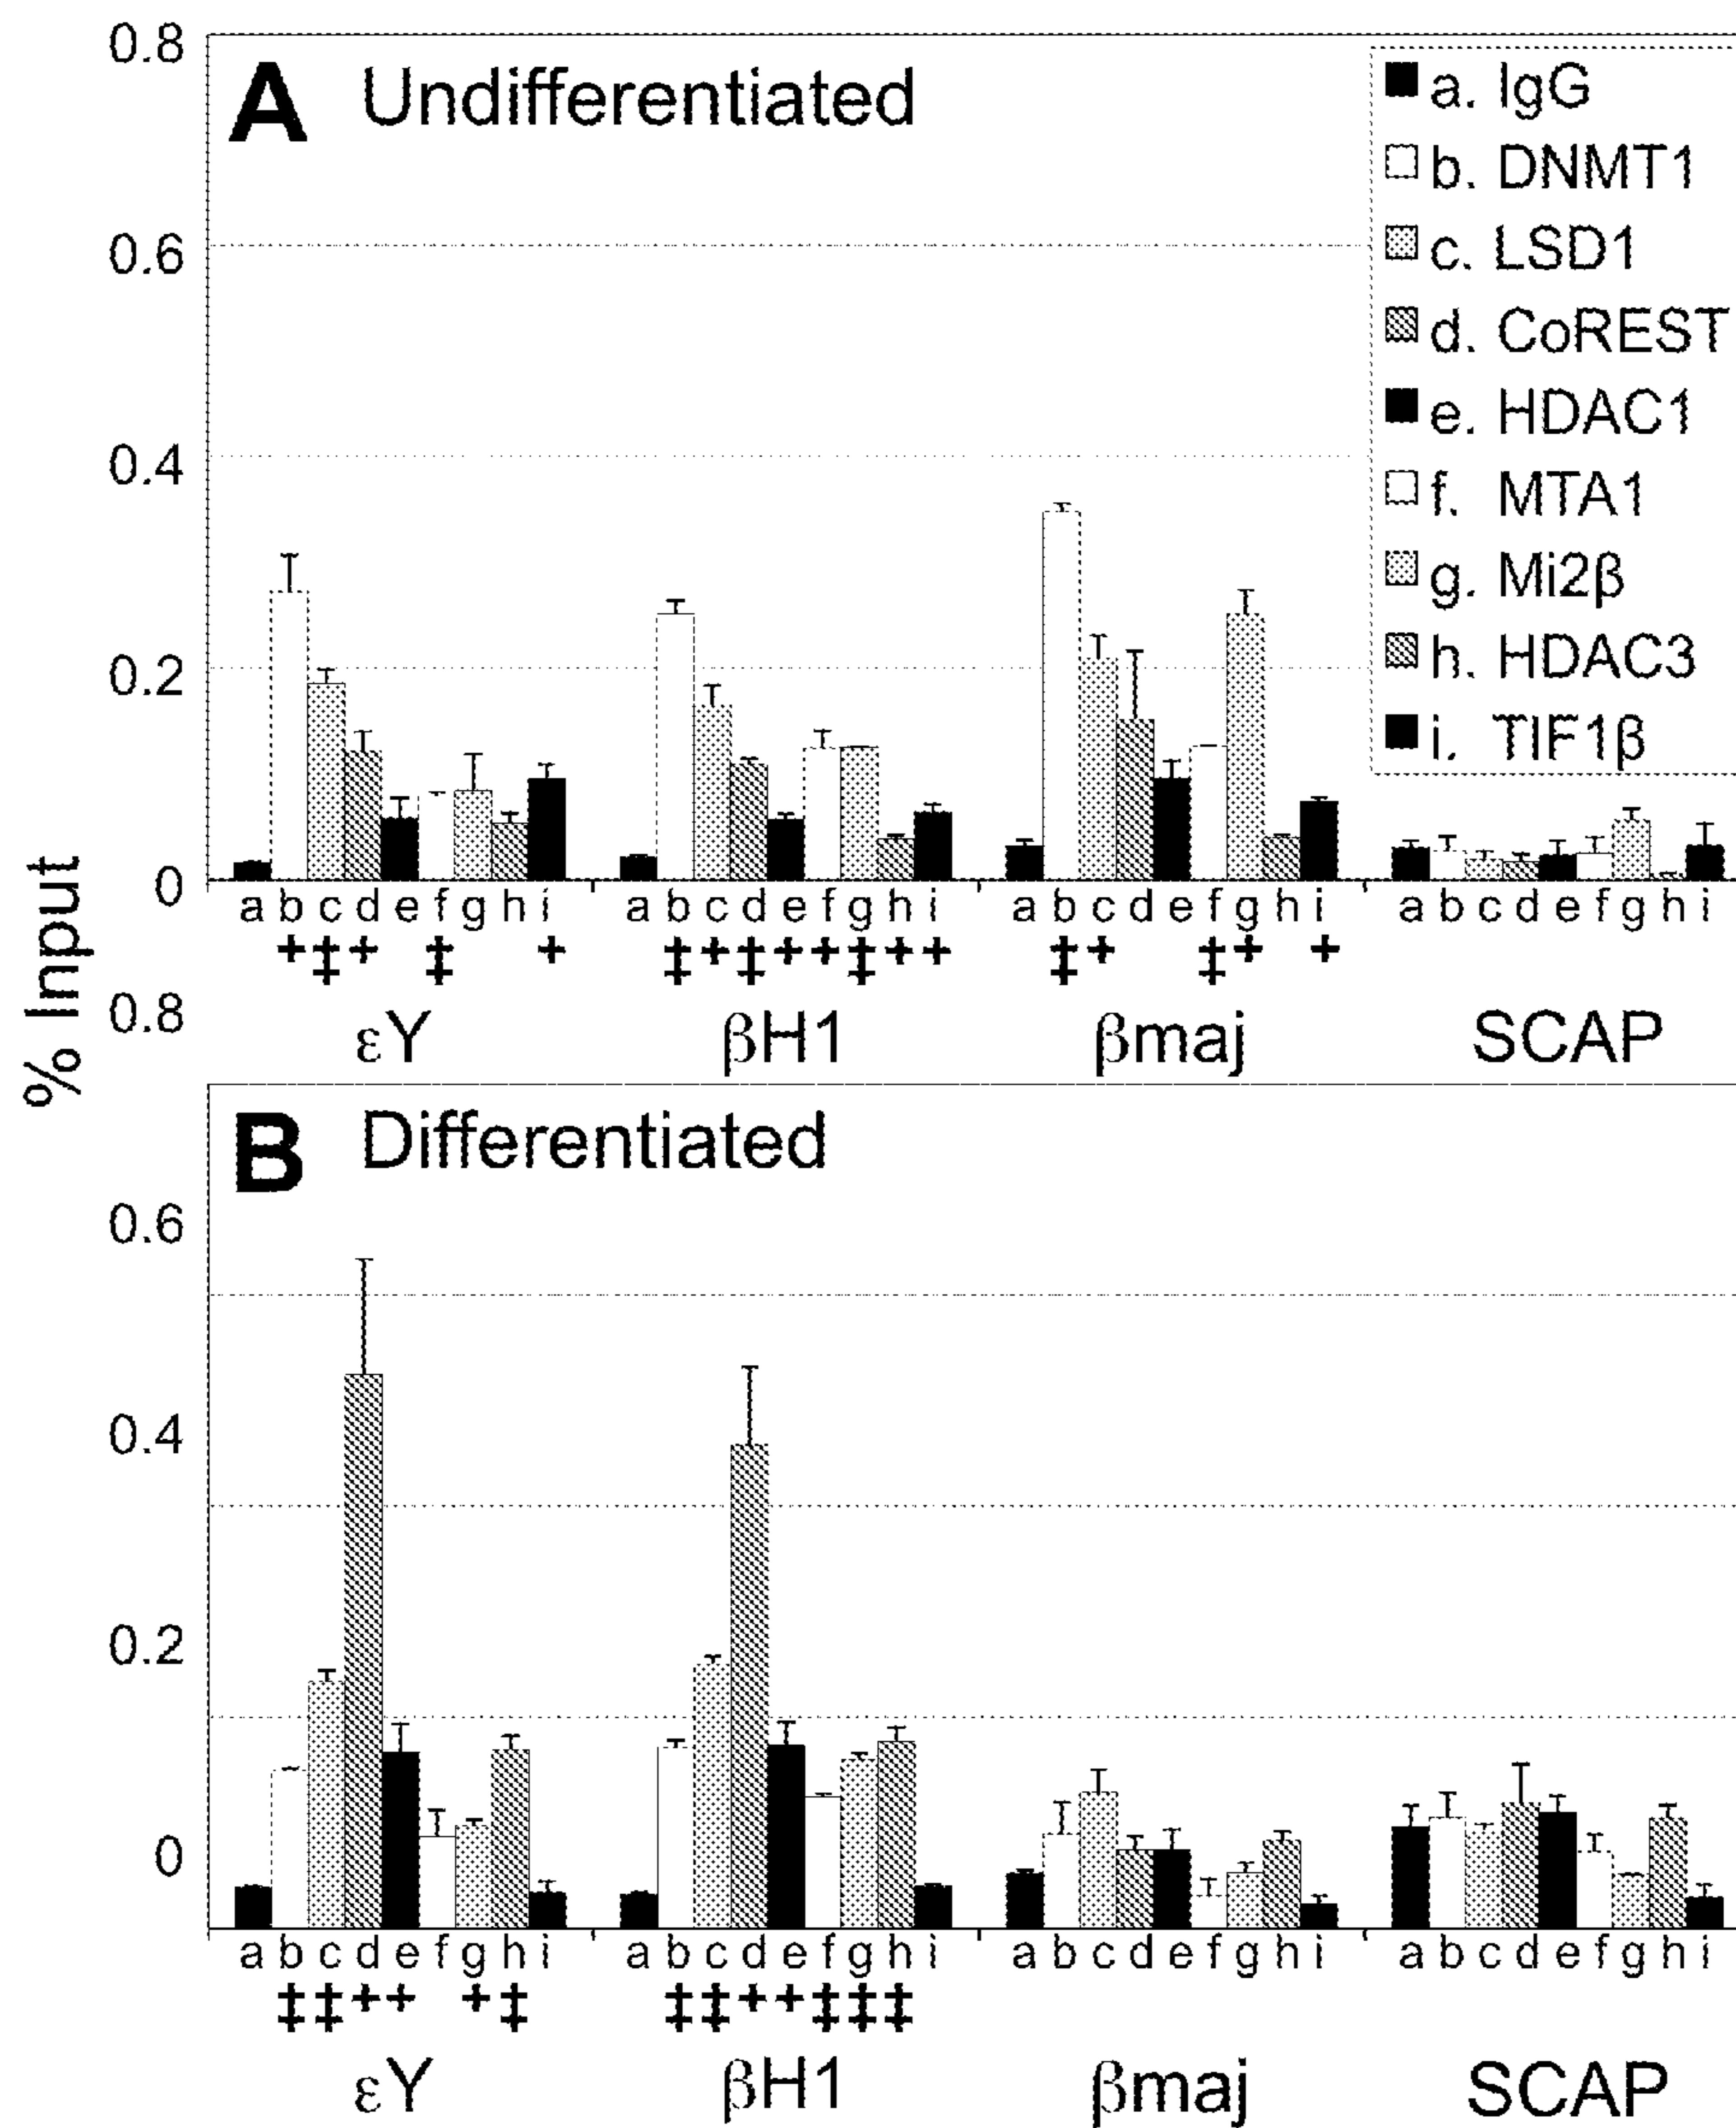 % Input
0.8
0.6
0.4
0.2
0
A Undifferentiated
a. IgG
b. DNMT1
c. LSD1
d. CoREST
e. HDAC1
f. MTA1
g. Mi2β
h. HDAC3
i. TIF1β
a b c d e f g h i a b c d e f g h i a b c d e f g h i a b c d e f g h i
+ ‡ + ‡ + ‡ + ‡ + + ‡ + + ‡ + ‡ + +
εY βH1 βmaj SCAP
0.8
0.6
0.4
0.2
0
B Differentiated
a b c d e f g h i a b c d e f g h i a b c d e f g h i a b c d e f g h i
‡ ‡ + + + ‡ ‡ ‡ + + ‡ ‡ ‡
εY βH1 βmaj SCAP